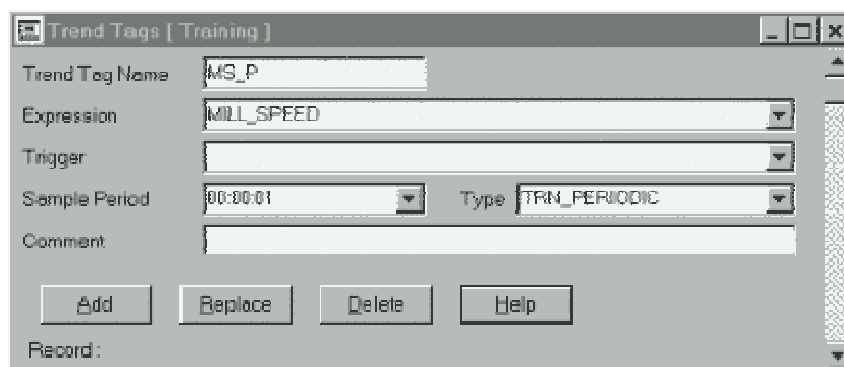 Trend Tags [ Training ]
Trend Tag Name MS_P
Expression MILL_SPEED
Trigger
Sample Period 00:00:01 Type TRN_PERIODIC
Comment
Add Replace Delete Help
Record :